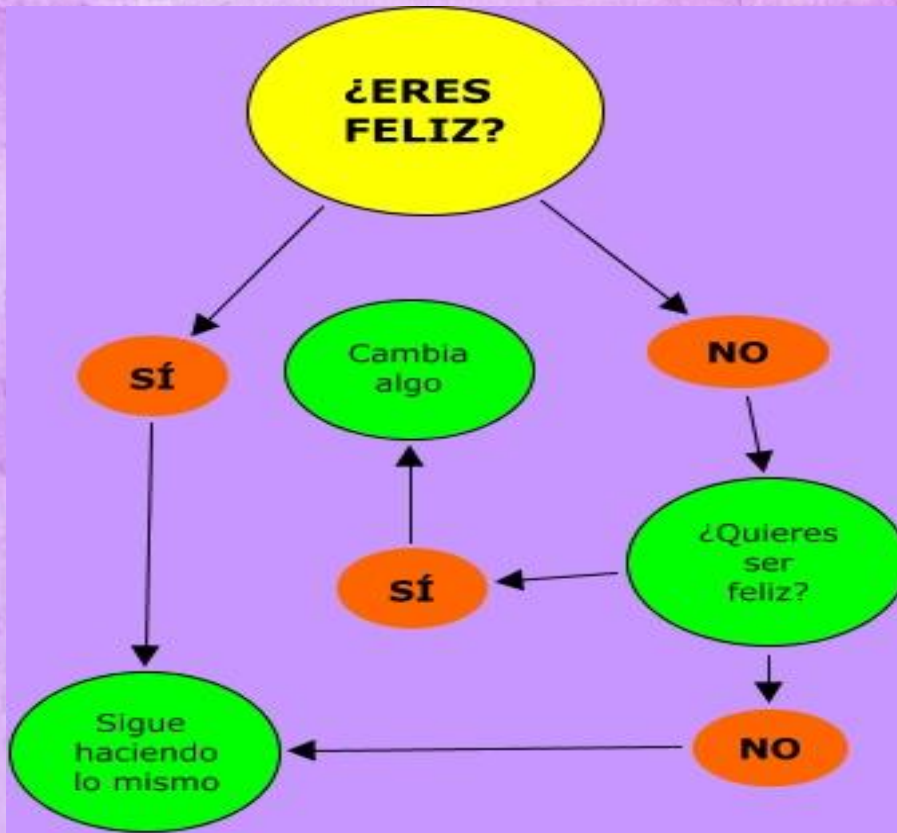 ¿ERES
FELIZ?
SÍ
Cambia
algo
NO
¿Quieres
ser
feliz?
SÍ
Sigue
haciendo
lo mismo
NO